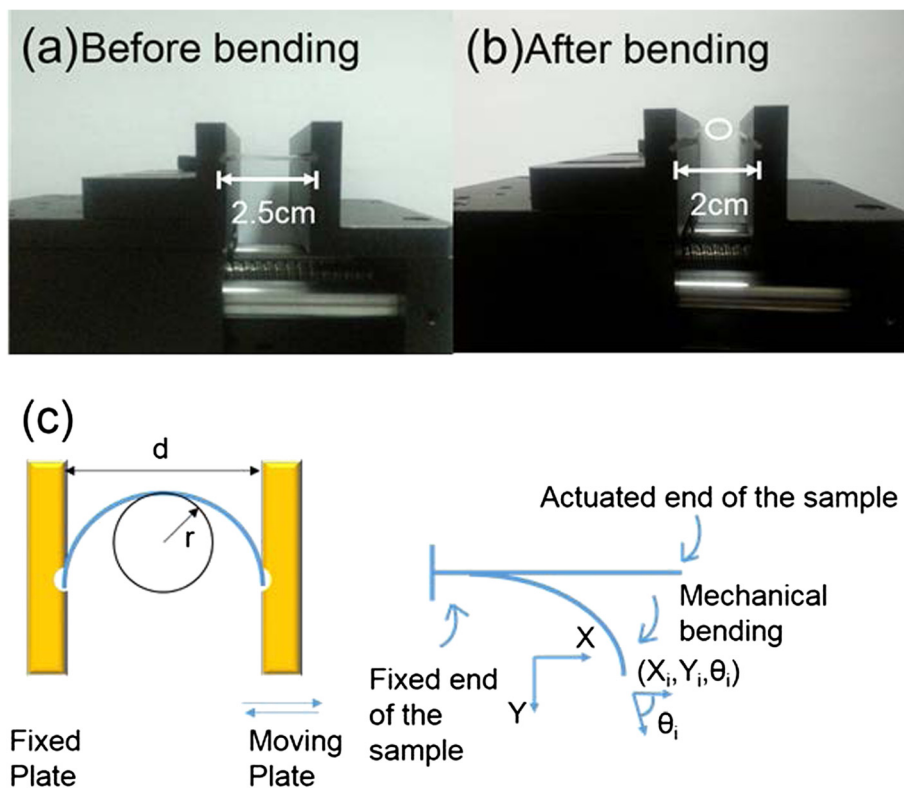 (a)Before bending
2.5cm
(b)After bending
2cm
(c)
d
r
Fixed
Plate
Moving
Plate
Actuated end of the sample
Mechanical
bending
X
Y
(Xᵢ,Yᵢ,θᵢ)
θᵢ
Fixed end
of the
sample